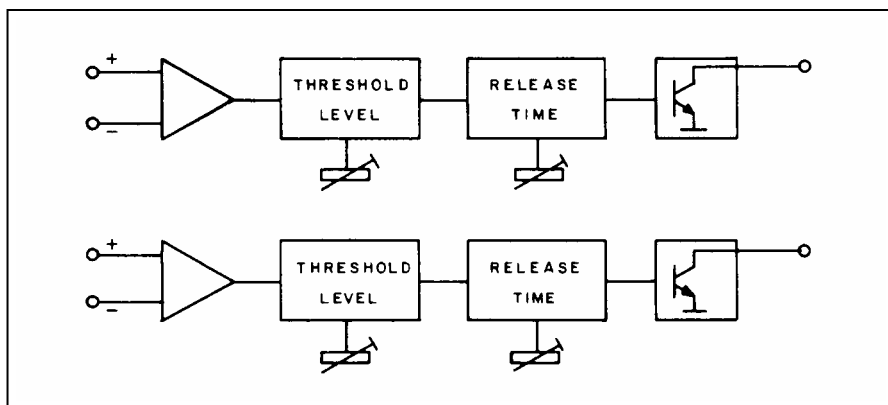 +
THRESHOLD
LEVEL
RELEASE
TIME
−
+
THRESHOLD
LEVEL
RELEASE
TIME
−